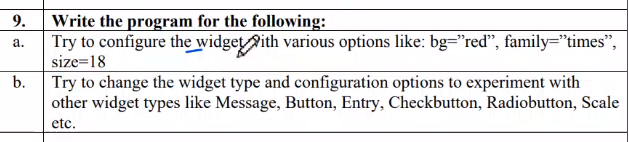 9. Write the program for the following:
a. Try to configure the widget with various options like: bg=”red”, family=”times”,
size=18
b. Try to change the widget type and configuration options to experiment with
other widget types like Message, Button, Entry, Checkbutton, Radiobutton, Scale
etc.